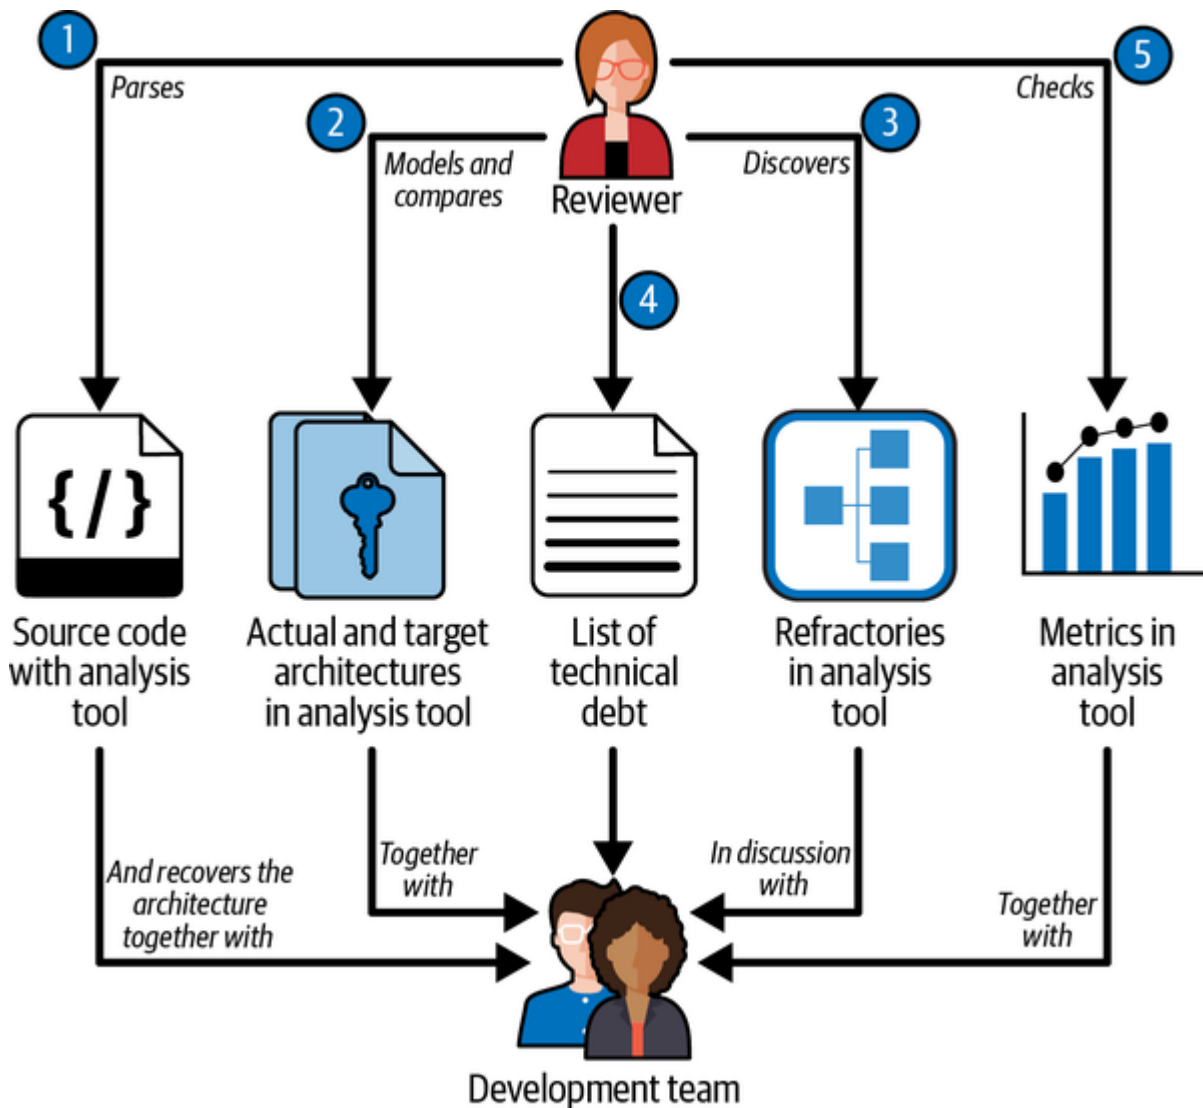 1
Parses
2
Models and
compares
Reviewer
3
Discovers
5
Checks
4
{/}
Source code
with analysis
tool
Actual and target
architectures
in analysis tool
List of
technical
debt
Refractories
in analysis
tool
Metrics in
analysis
tool
And recovers the
architecture
together with
Together
with
In discussion
with
Together
with
Development team